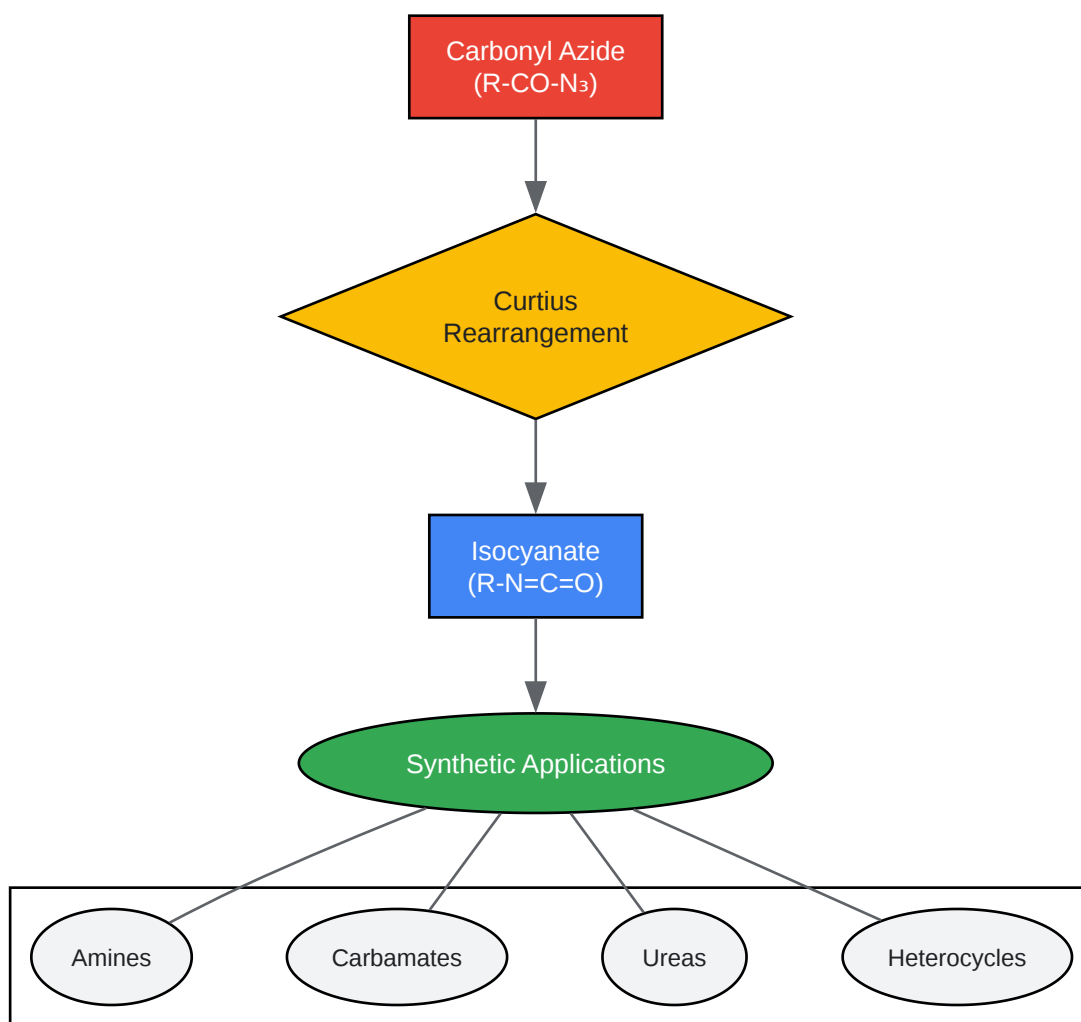 Carbonyl Azide
(R-CO-N₃)
Curtius
Rearrangement
Isocyanate
(R-N=C=O)
Synthetic Applications
Amines
Carbamates
Ureas
Heterocycles